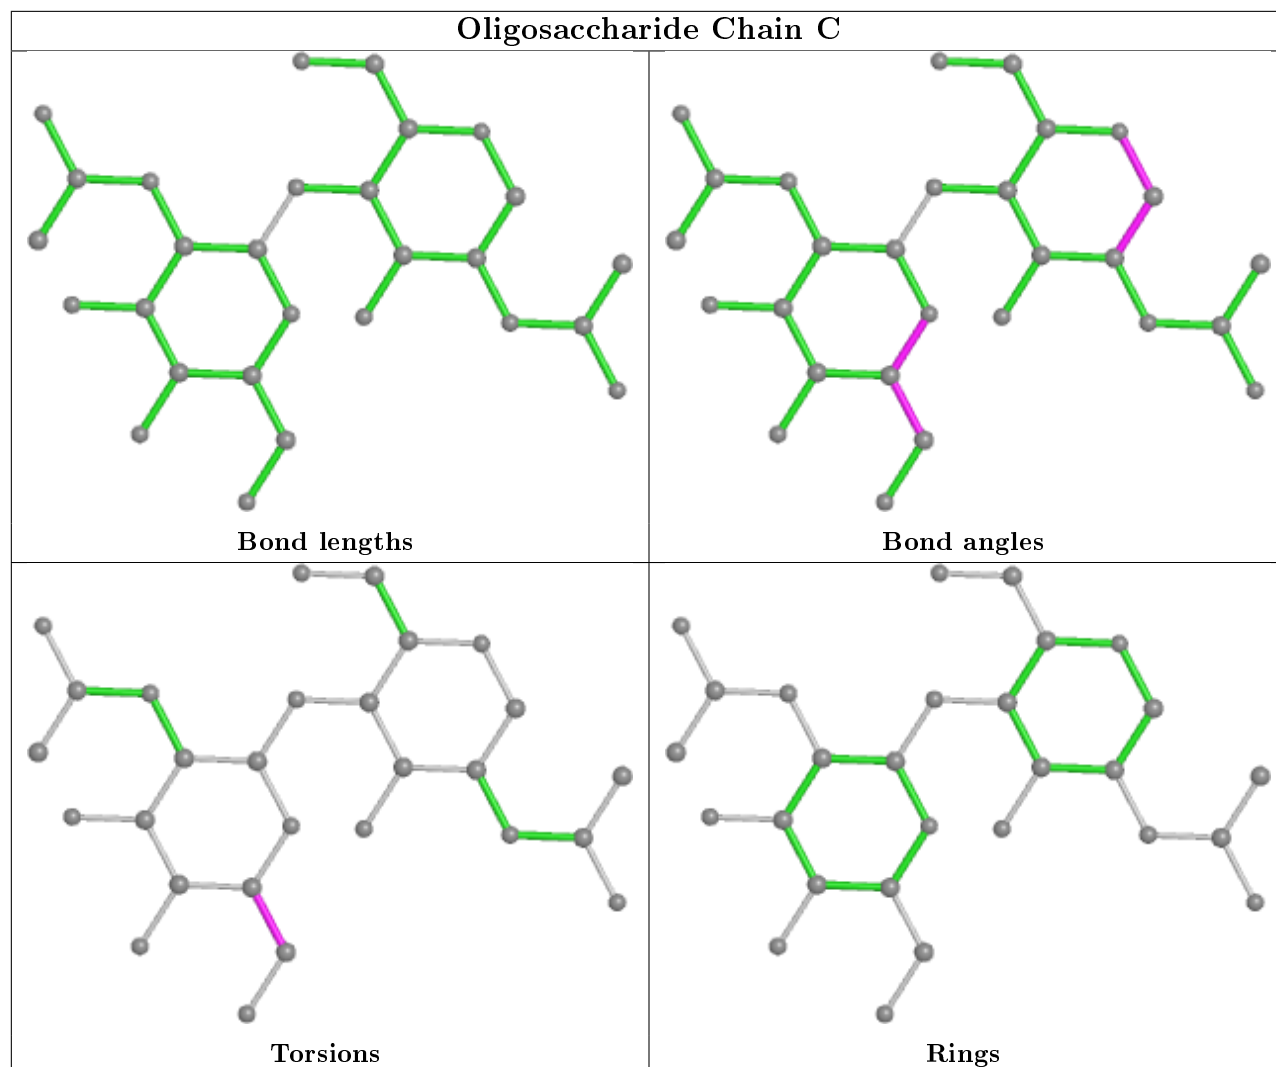 Oligosaccharide Chain C
Bond lengths
Bond angles
Torsions
Rings